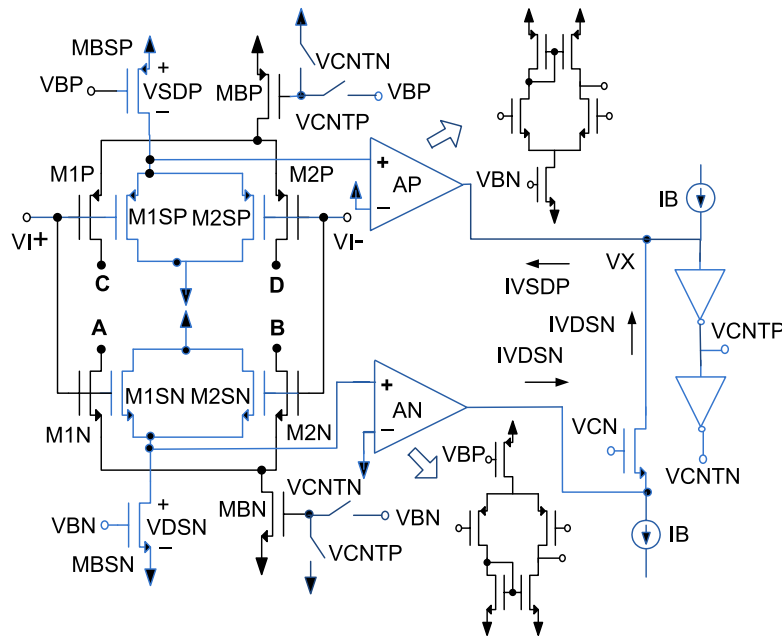 MBSP
+
VBP
VSDP
−
MBP
VCNTN
VBP
VCNTP
M1P
M2P
+
AP
−
VBN
IB
VI+
M1SP
M2SP
VI-
C
D
VX
IVSDP
A
B
IVDSN
IVDSN
VCNTP
M1SN
M2SN
+
AN
−
M1N
M2N
VCN
VBP
VCNTN
+
VBN
VDSN
−
MBSN
MBN
VCNTN
VBN
VCNTP
IB